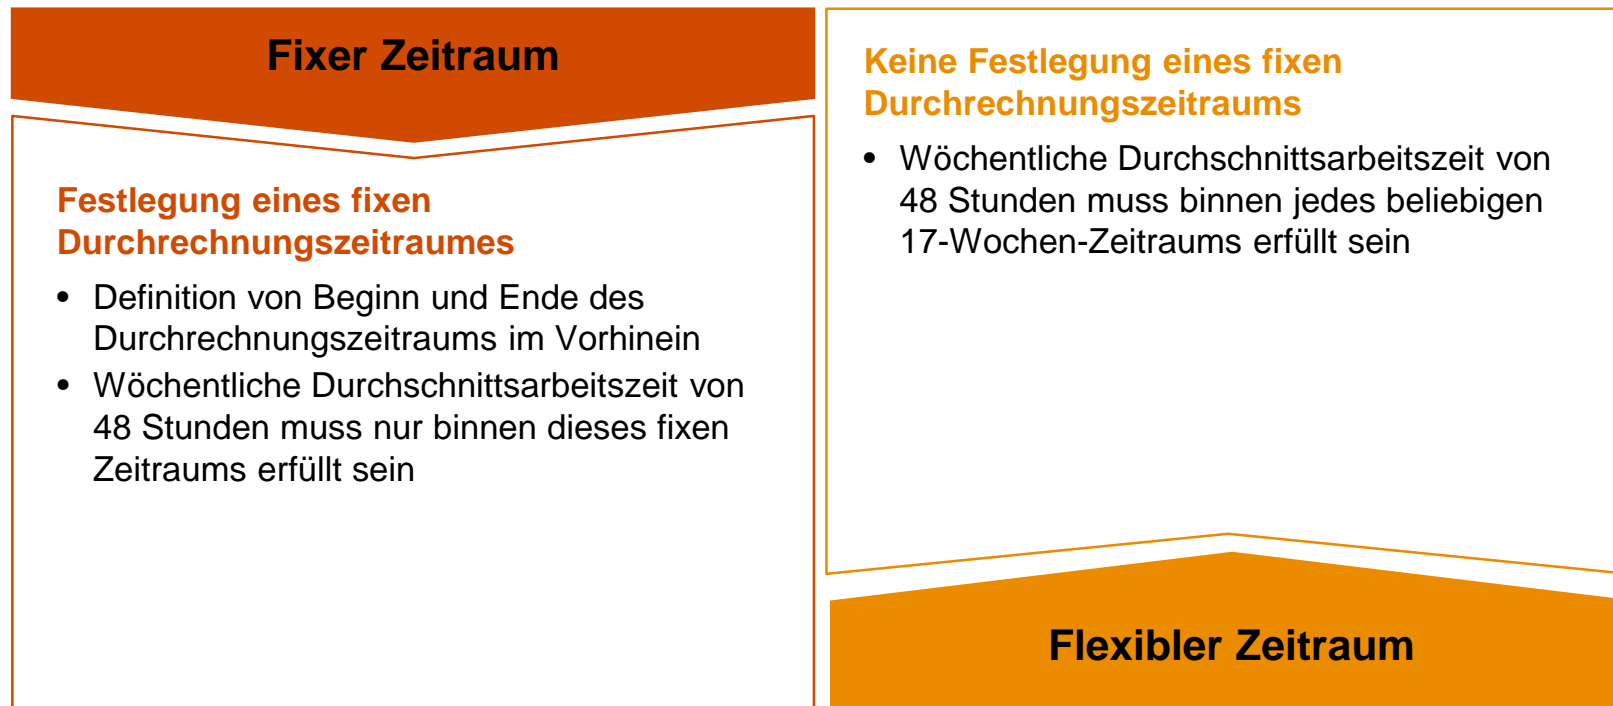 Fixer Zeitraum
Festlegung eines fixen
Durchrechnungszeitraumes
• Definition von Beginn und Ende des
Durchrechnungszeitraums im Vorhinein
• Wöchentliche Durchschnittsarbeitszeit von
48 Stunden muss nur binnen dieses fixen
Zeitraums erfüllt sein
Keine Festlegung eines fixen
Durchrechnungszeitraums
• Wöchentliche Durchschnittsarbeitszeit von
48 Stunden muss binnen jedes beliebigen
17-Wochen-Zeitraums erfüllt sein
Flexibler Zeitraum